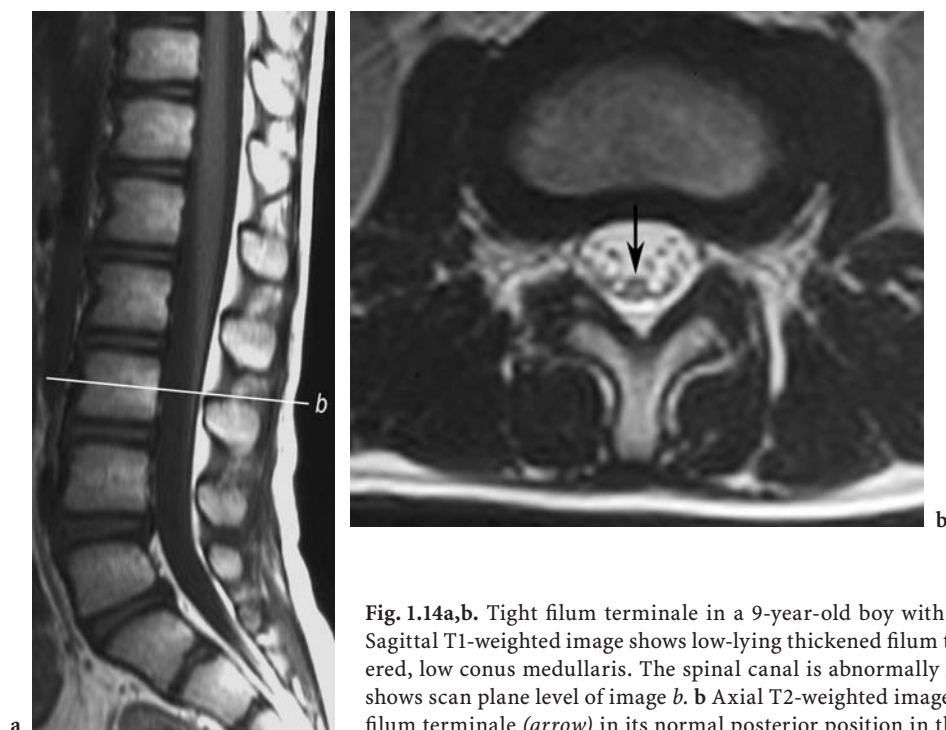 b
b
a
Fig. 1.14a,b. Tight filum terminale in a 9-year-old boy with
Sagittal T1-weighted image shows low-lying thickened filum t
ered, low conus medullaris. The spinal canal is abnormally
shows scan plane level of image b. b Axial T2-weighted image
filum terminale (arrow) in its normal posterior position in th